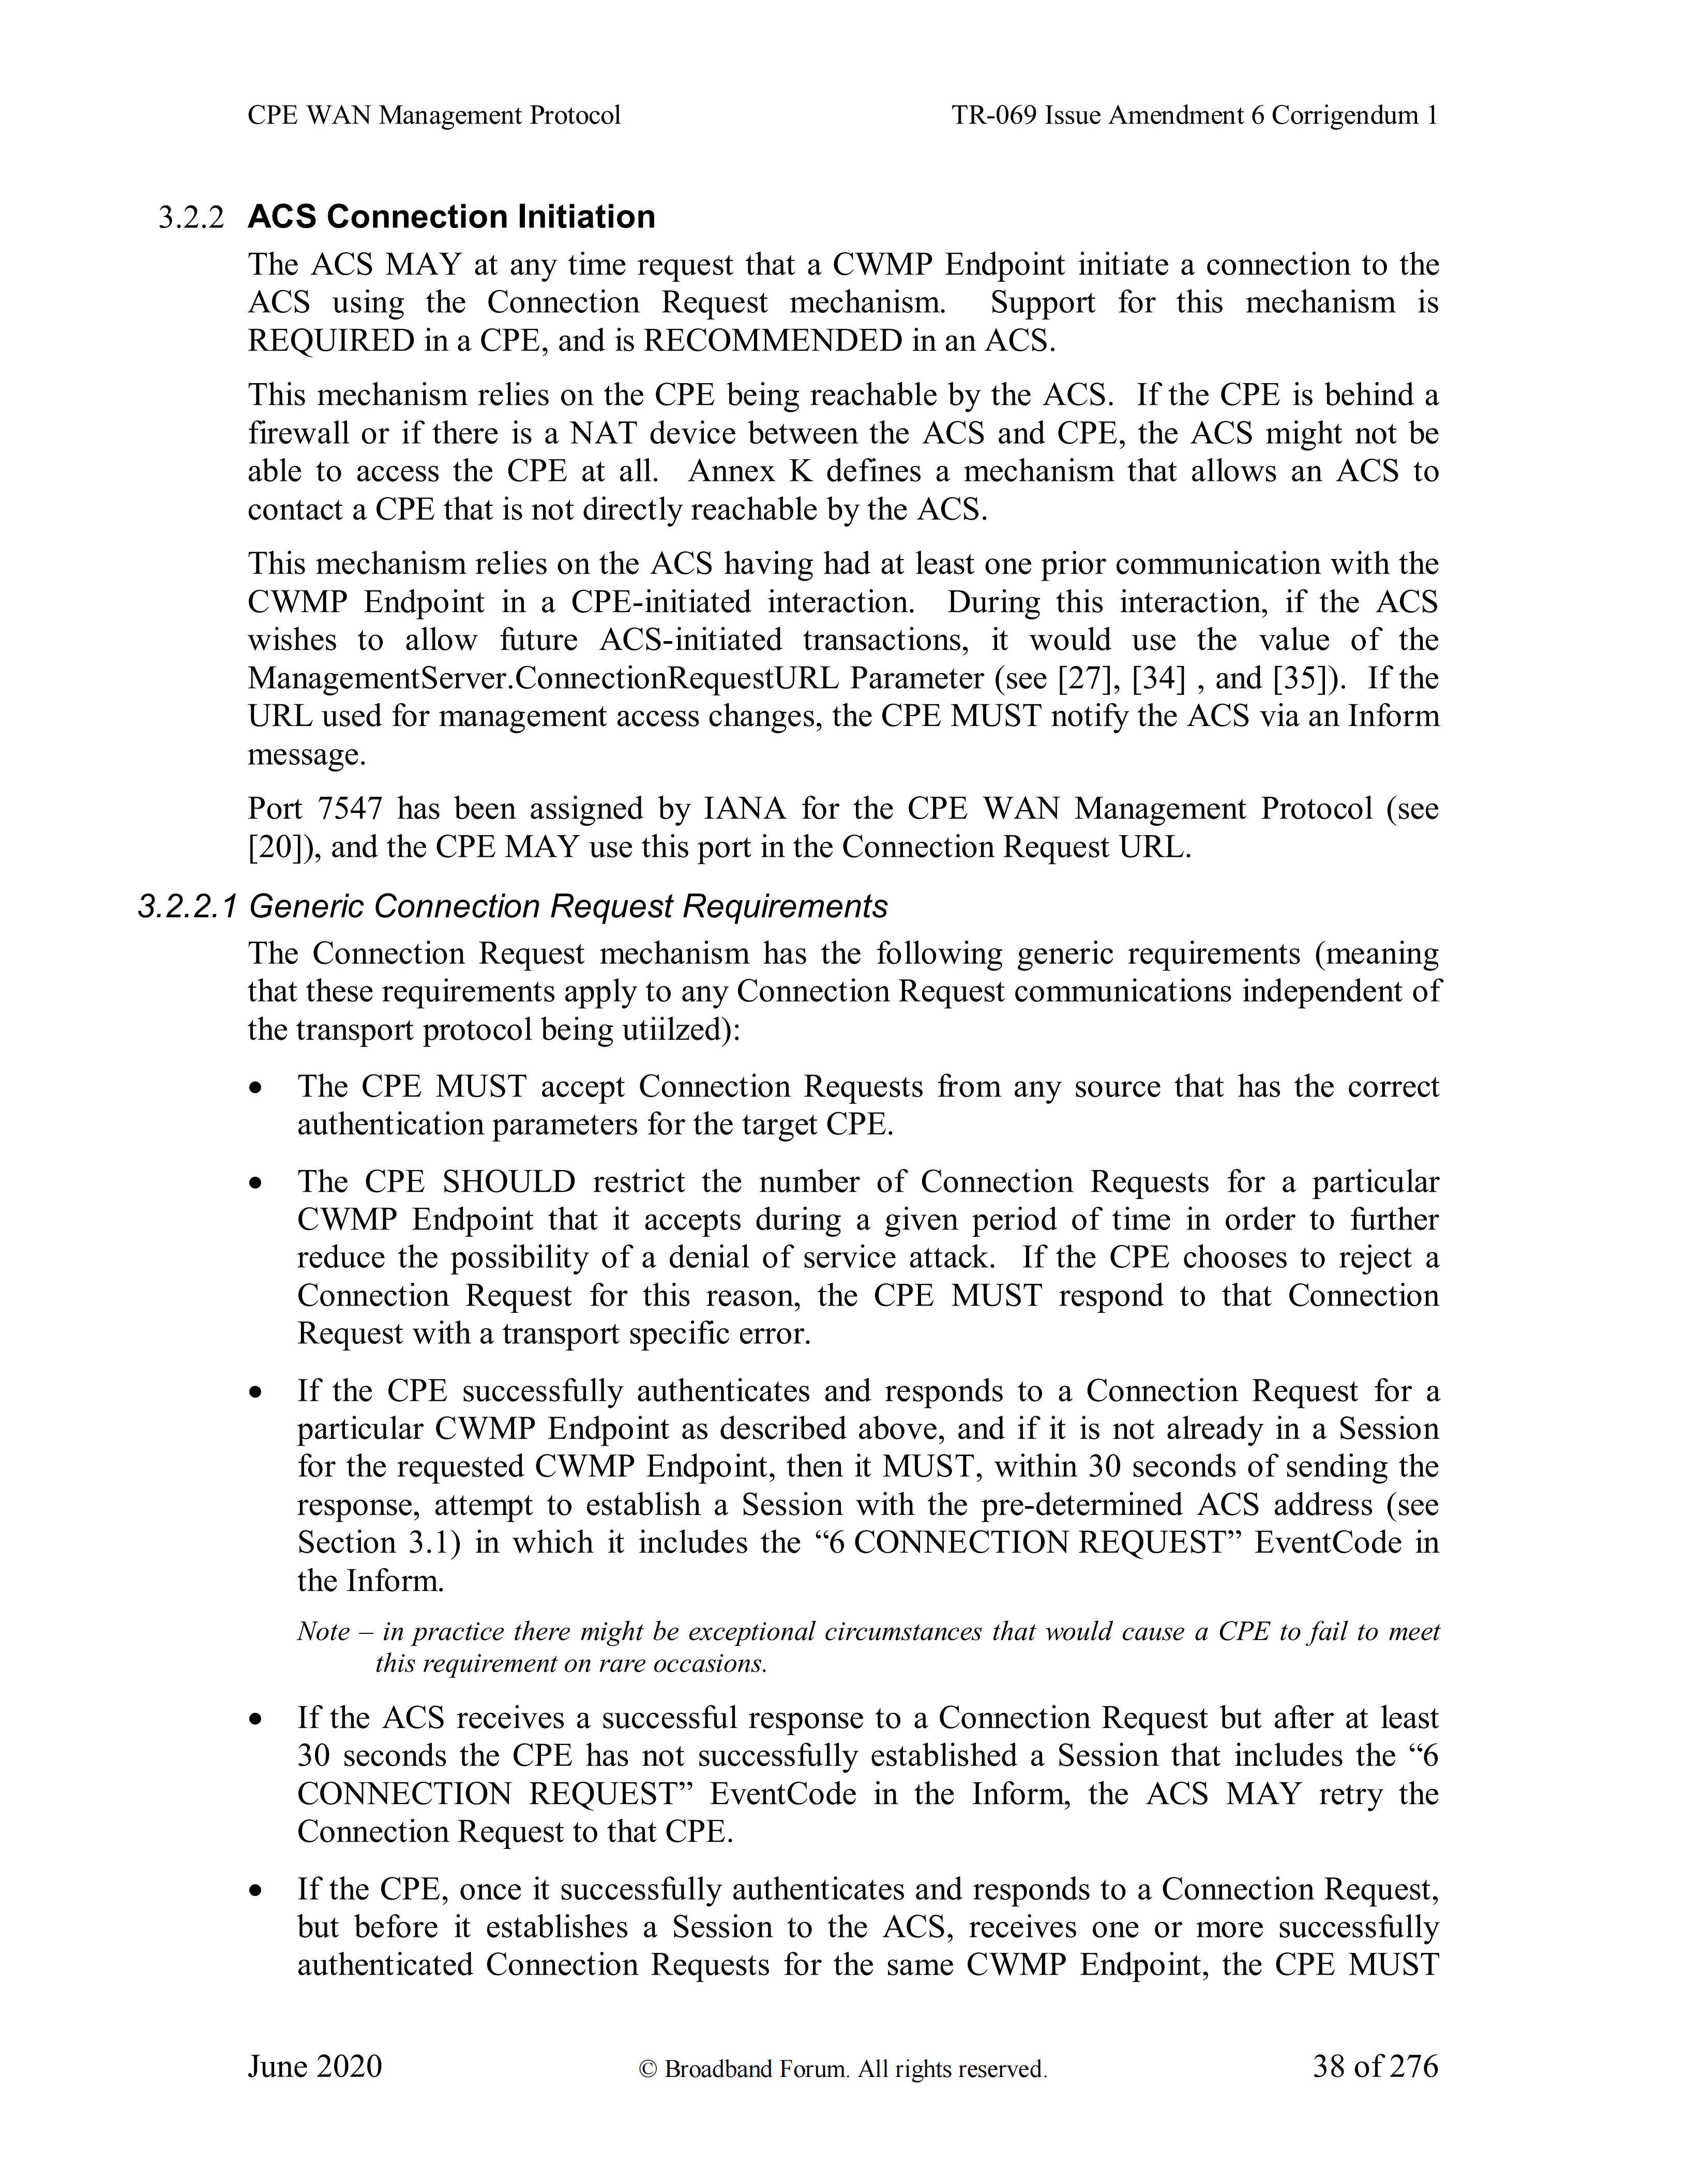 CPE WAN Management Protocol TR-069 Issue Amendment 6 Corrigendum 1
3.2.2 ACS Connection Initiation
The ACS MAY at any time request that a CWMP Endpoint initiate a connection to the
ACS using the Connection Request mechanism. Support for this mechanism is
REQUIRED in a CPE, and is RECOMMENDED in an ACS.
This mechanism relies on the CPE being reachable by the ACS. If the CPE is behind a
firewall or if there is a NAT device between the ACS and CPE, the ACS might not be
able to access the CPE at all. Annex K defines a mechanism that allows an ACS to
contact a CPE that is not directly reachable by the ACS.
This mechanism relies on the ACS having had at least one prior communication with the
CWMP Endpoint in a CPE-initiated interaction. During this interaction, if the ACS
wishes to allow future ACS-initiated transactions, it would use the value of the
ManagementServer.ConnectionRequestURL Parameter (see [27], [34] , and [35]). If the
URL used for management access changes, the CPE MUST notify the ACS via an Inform
message.
Port 7547 has been assigned by IANA for the CPE WAN Management Protocol (see
[20]), and the CPE MAY use this port in the Connection Request URL.
3.2.2.1 Generic Connection Request Requirements
The Connection Request mechanism has the following generic requirements (meaning
that these requirements apply to any Connection Request communications independent of
the transport protocol being utiilzed):
• The CPE MUST accept Connection Requests from any source that has the correct
authentication parameters for the target CPE.
• The CPE SHOULD restrict the number of Connection Requests for a particular
CWMP Endpoint that it accepts during a given period of time in order to further
reduce the possibility of a denial of service attack. If the CPE chooses to reject a
Connection Request for this reason, the CPE MUST respond to that Connection
Request with a transport specific error.
• If the CPE successfully authenticates and responds to a Connection Request for a
particular CWMP Endpoint as described above, and if it is not already in a Session
for the requested CWMP Endpoint, then it MUST, within 30 seconds of sending the
response, attempt to establish a Session with the pre-determined ACS address (see
Section 3.1) in which it includes the “6 CONNECTION REQUEST” EventCode in
the Inform.
Note – in practice there might be exceptional circumstances that would cause a CPE to fail to meet
this requirement on rare occasions.
• If the ACS receives a successful response to a Connection Request but after at least
30 seconds the CPE has not successfully established a Session that includes the “6
CONNECTION REQUEST” EventCode in the Inform, the ACS MAY retry the
Connection Request to that CPE.
• If the CPE, once it successfully authenticates and responds to a Connection Request,
but before it establishes a Session to the ACS, receives one or more successfully
authenticated Connection Requests for the same CWMP Endpoint, the CPE MUST
June 2020 © Broadband Forum. All rights reserved. 38 of 276